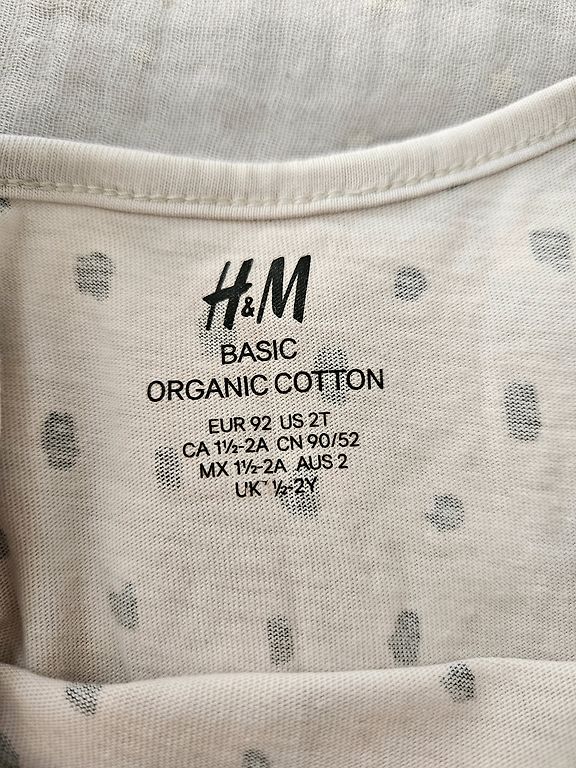 H&M
BASIC
ORGANIC COTTON
EUR 92 US 2T
CA 1½-2A CN 90/52
MX 1½-2A AUS 2
UK ½-2Y